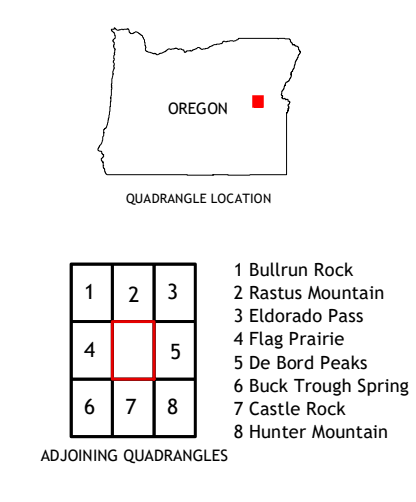 OREGON
QUADRANGLE LOCATION
1 2 3
4 5
6 7 8
1 Bullrun Rock
2 Rastus Mountain
3 Eldorado Pass
4 Flag Prairie
5 De Bord Peaks
6 Buck Trough Spring
7 Castle Rock
8 Hunter Mountain
ADJOINING QUADRANGLES